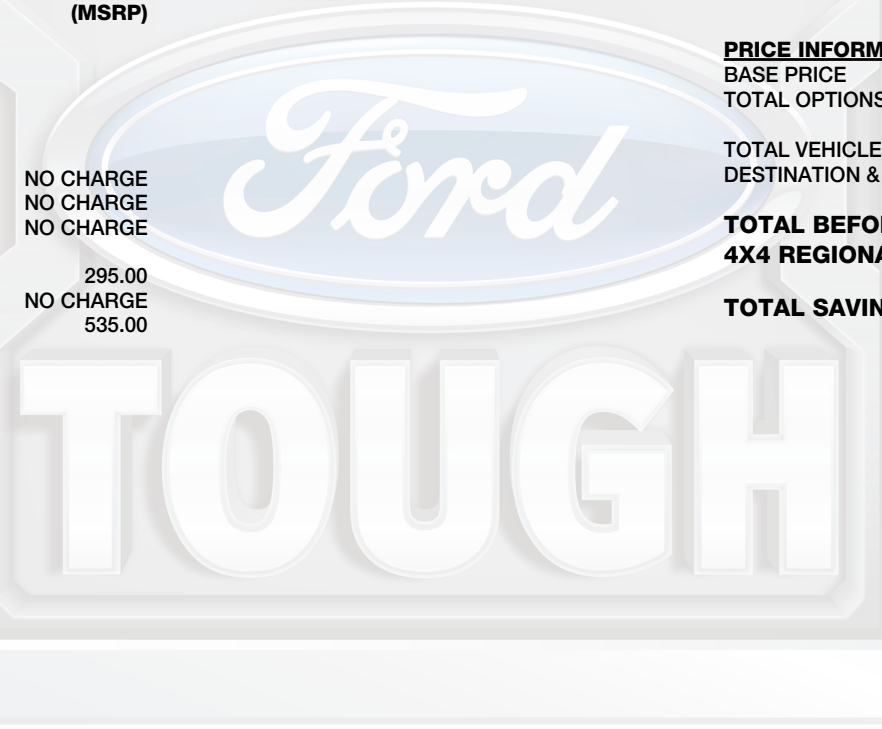 (MSRP)
NO CHARGE
NO CHARGE
NO CHARGE
295.00
NO CHARGE
535.00
PRICE INFORM
BASE PRICE
TOTAL OPTIONS
TOTAL VEHICLE
DESTINATION &
TOTAL BEFO
4X4 REGIONA
TOTAL SAVIN
Ford
TOUGH